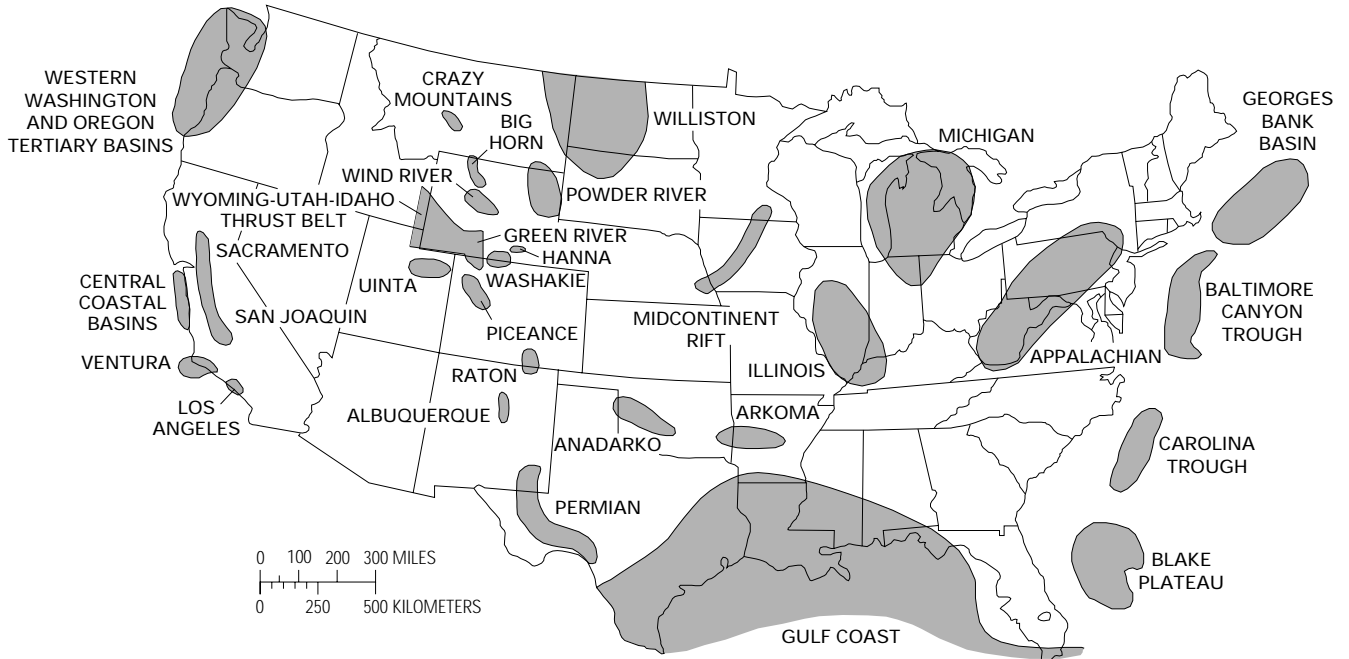 WESTERN
WASHINGTON
AND OREGON
TERTIARY BASINS
CRAZY
MOUNTAINS
BIG
HORN
WILLISTON
MICHIGAN
GEORGES
BANK
BASIN
WIND RIVER
POWDER RIVER
WYOMING-UTAH-IDAHO
THRUST BELT
GREEN RIVER
HANNA
SACRAMENTO
UINTA
WASHAKIE
CENTRAL
COASTAL
BASINS
SAN JOAQUIN
PICEANCE
MIDCONTINENT
RIFT
BALTIMORE
CANYON
TROUGH
VENTURA
RATON
ILLINOIS
APPALACHIAN
LOS
ANGELES
ALBUQUERQUE
ANADARKO
ARKOMA
CAROLINA
TROUGH
PERMIAN
BLAKE
PLATEAU
0 100 200 300 MILES
0 250 500 KILOMETERS
GULF COAST